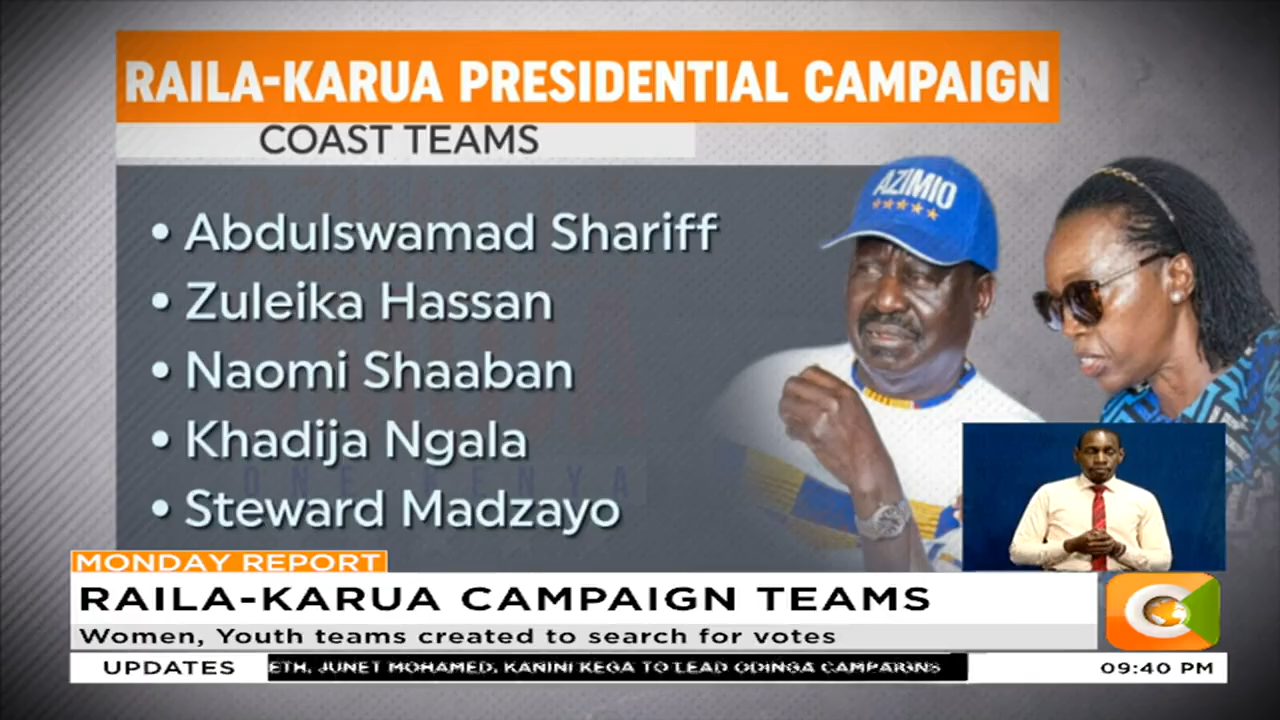 RAILA-KARUA PRESIDENTIAL CAMPAIGN
COAST TEAMS
AZIMIO
• Abdulswamad Shariff
• Zuleika Hassan
• Naomi Shaaban
• Khadija Ngala
• Steward Madzayo
ONE KENYA
MONDAY REPORT
RAILA-KARUA CAMPAIGN TEAMS
Women, Youth teams created to search for votes
UPDATES
ETH, JUNET MOHAMED, KANINI KEGA TO LEAD ODINGA CAMPAIGNS
09:40 PM